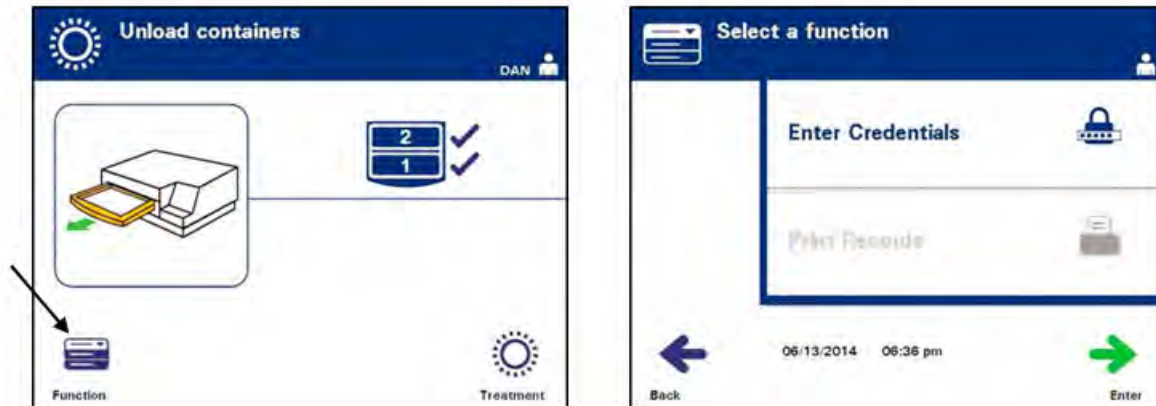 Unload containers
DAN
2
1
Function
Treatment
Select a function
Enter Credentials
Print Records
06/13/2014 06:36 pm
Back
Enter